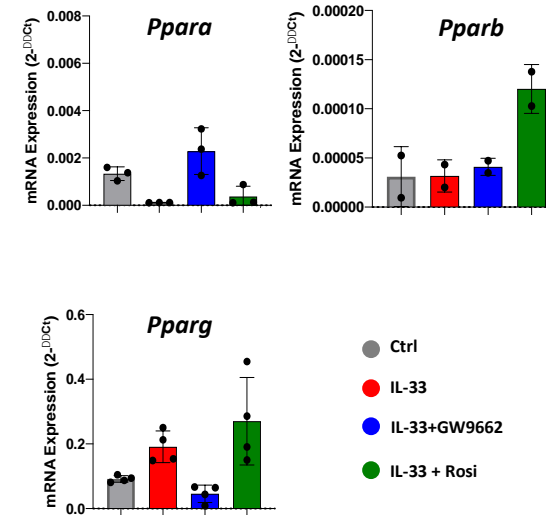 Ppara
mRNA Expression (2-DDCt)
0.008
0.006
0.004
0.002
0.000
Pparb
mRNA Expression (2-DDCt)
0.00020
0.00015
0.00010
0.00005
0.00000
Pparg
mRNA Expression (2-DDCt)
0.6
0.4
0.2
0.0
Ctrl
IL-33
IL-33+GW9662
IL-33 + Rosi